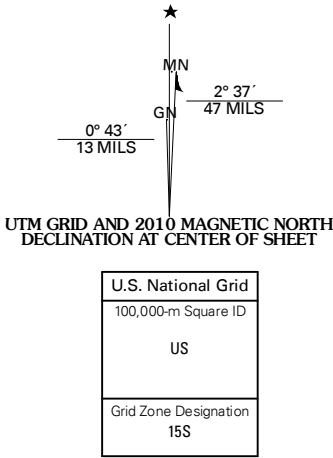 MN
2° 37´
47 MILS
GN
0° 43´
13 MILS
UTM GRID AND 2010 MAGNETIC NORTH
DECLINATION AT CENTER OF SHEET
U.S. National Grid
100,000-m Square ID
US
Grid Zone Designation
15S